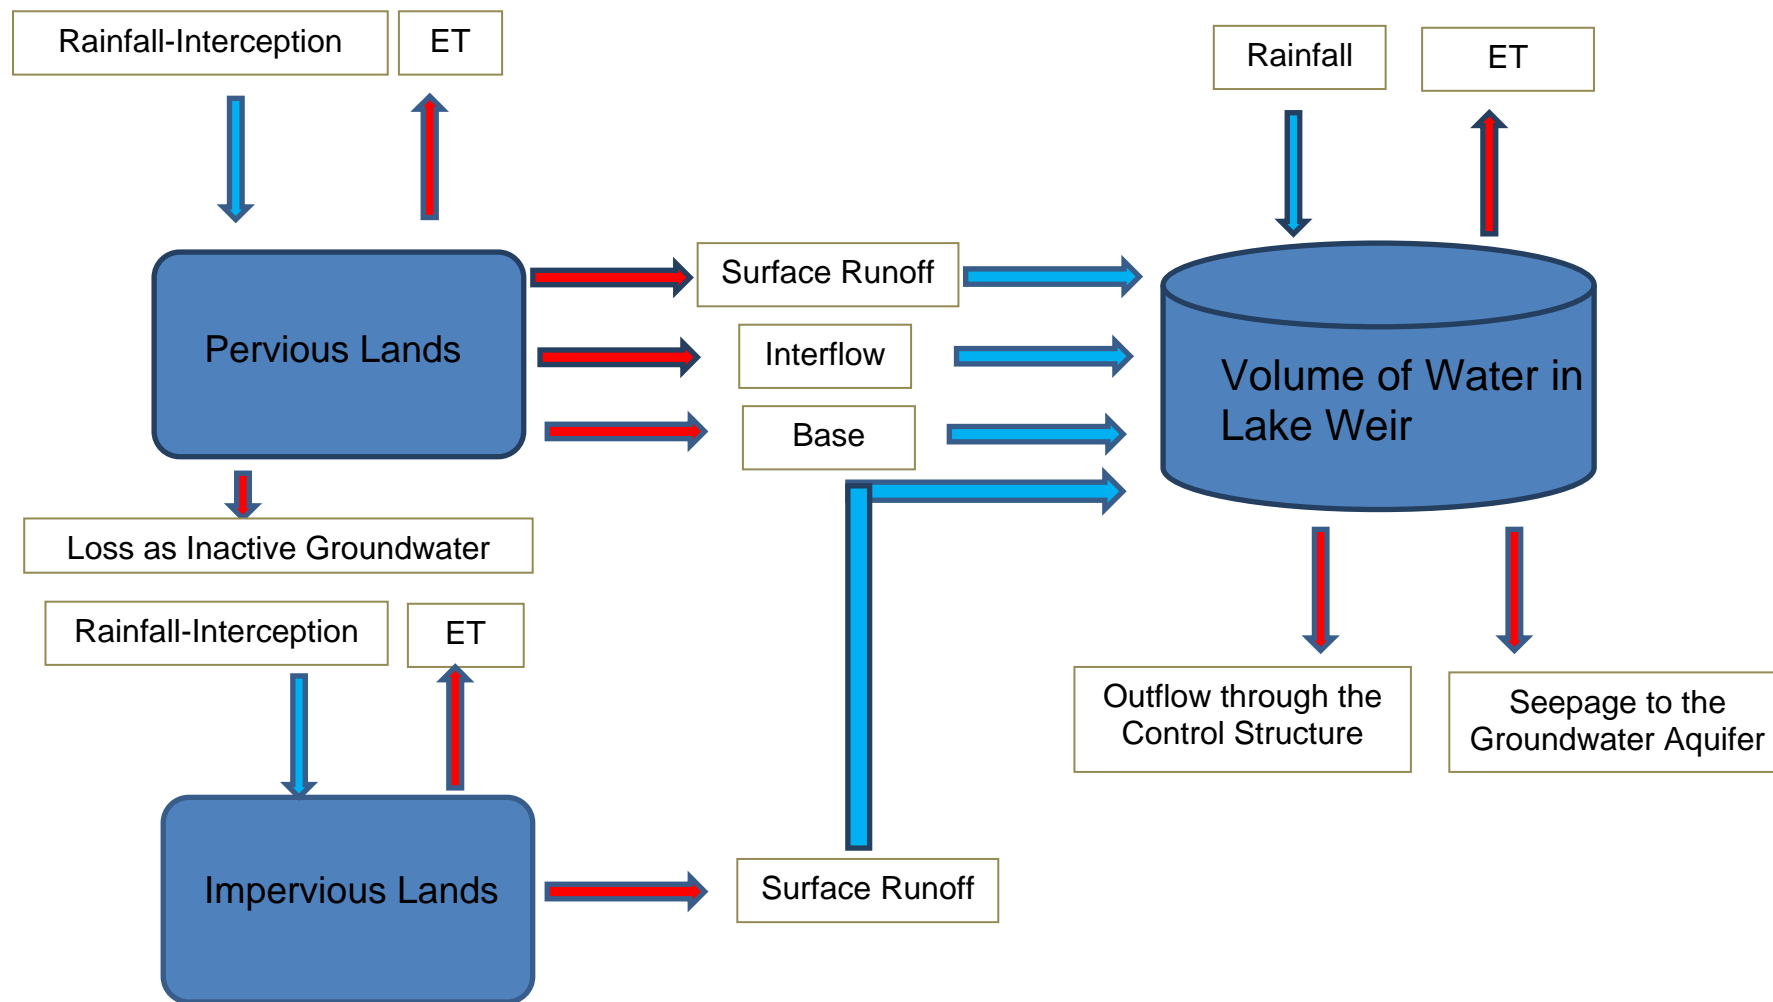 Rainfall-Interception
ET
Rainfall
ET
Surface Runoff
Pervious Lands
Interflow
Base
Volume of Water in
Lake Weir
Loss as Inactive Groundwater
Rainfall-Interception
ET
Outflow through the
Control Structure
Seepage to the
Groundwater Aquifer
Impervious Lands
Surface Runoff